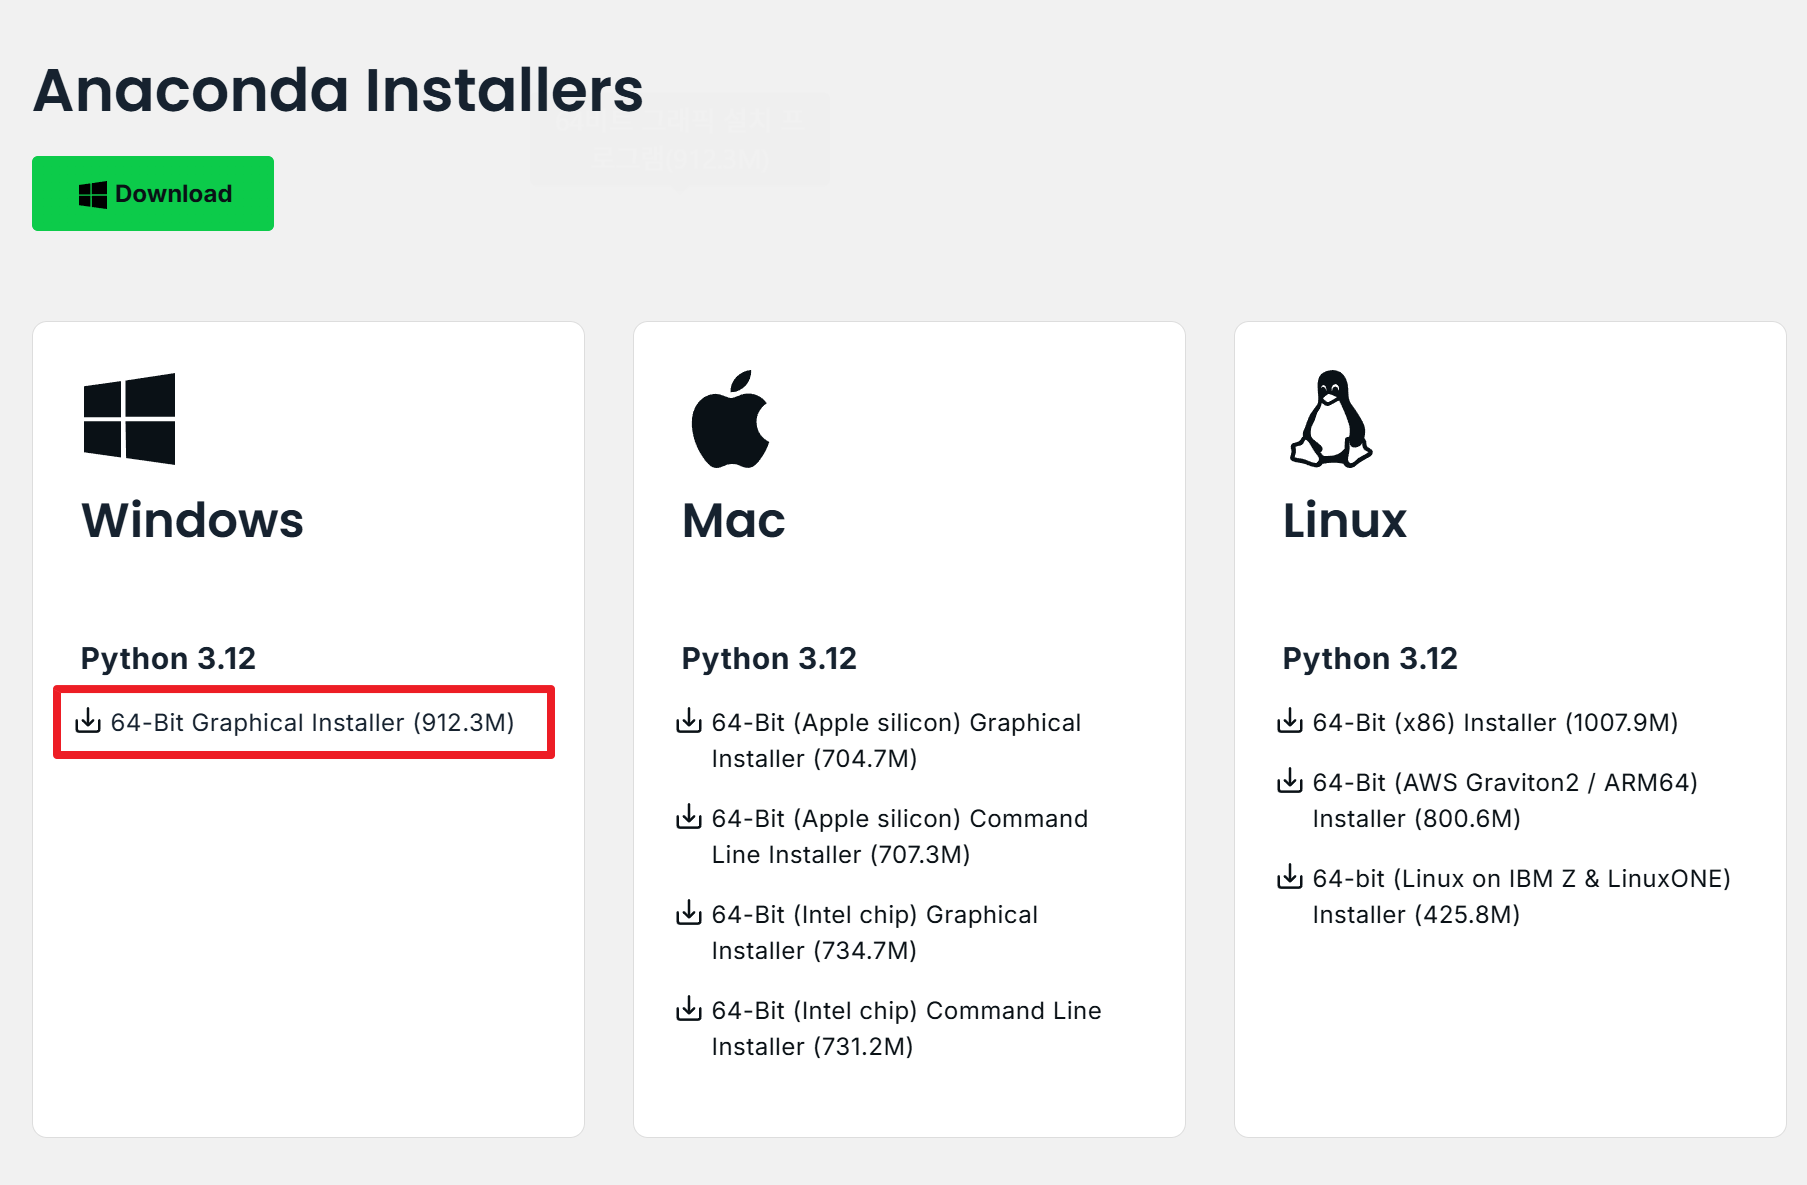 Anaconda Installers
Download
Windows
Python 3.12
64-Bit Graphical Installer (912.3M)
Mac
Python 3.12
64-Bit (Apple silicon) Graphical
Installer (704.7M)
64-Bit (Apple silicon) Command
Line Installer (707.3M)
64-Bit (Intel chip) Graphical
Installer (734.7M)
64-Bit (Intel chip) Command Line
Installer (731.2M)
Linux
Python 3.12
64-Bit (x86) Installer (1007.9M)
64-Bit (AWS Graviton2 / ARM64)
Installer (800.6M)
64-bit (Linux on IBM Z & LinuxONE)
Installer (425.8M)